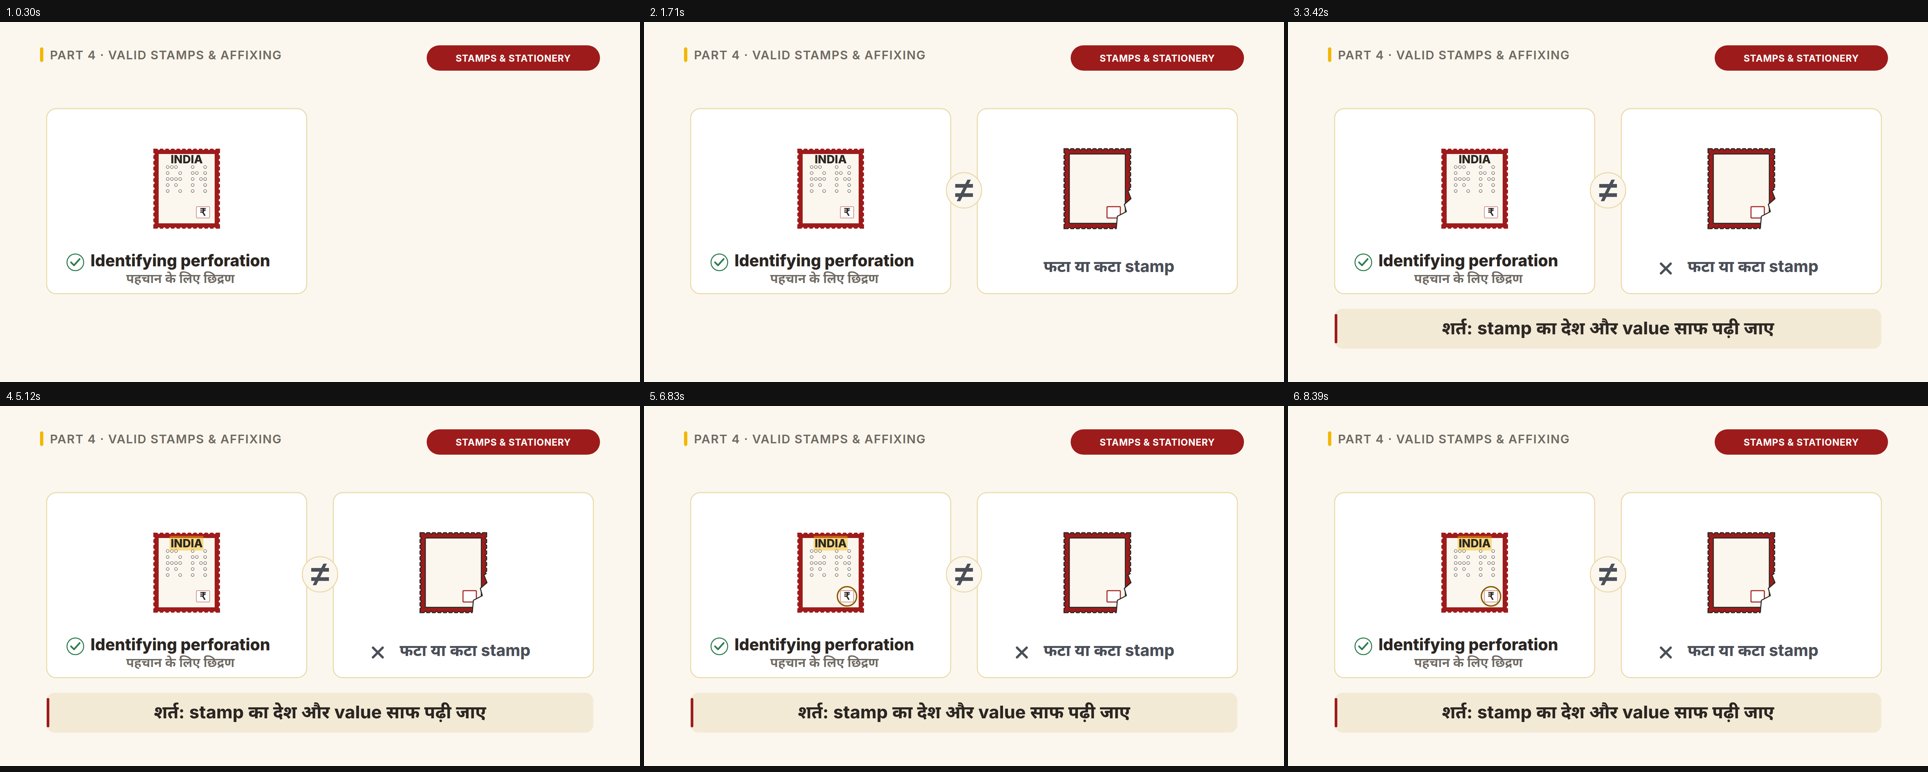 1. 0.30s
PART 4 · VALID STAMPS & AFFIXING
STAMPS & STATIONERY
INDIA
₹
Identifying perforation
पहचान के लिए छिद्रण
2. 1.71s
PART 4 · VALID STAMPS & AFFIXING
STAMPS & STATIONERY
INDIA
₹
Identifying perforation
पहचान के लिए छिद्रण
≠
फटा या कटा stamp
3. 3.42s
PART 4 · VALID STAMPS & AFFIXING
STAMPS & STATIONERY
INDIA
₹
Identifying perforation
पहचान के लिए छिद्रण
≠
फटा या कटा stamp
शर्त: stamp का देश और value साफ पढ़ी जाए
4. 5.12s
PART 4 · VALID STAMPS & AFFIXING
STAMPS & STATIONERY
INDIA
₹
Identifying perforation
पहचान के लिए छिद्रण
≠
फटा या कटा stamp
शर्त: stamp का देश और value साफ पढ़ी जाए
5. 6.83s
PART 4 · VALID STAMPS & AFFIXING
STAMPS & STATIONERY
INDIA
₹
Identifying perforation
पहचान के लिए छिद्रण
≠
फटा या कटा stamp
शर्त: stamp का देश और value साफ पढ़ी जाए
6. 8.39s
PART 4 · VALID STAMPS & AFFIXING
STAMPS & STATIONERY
INDIA
₹
Identifying perforation
पहचान के लिए छिद्रण
≠
फटा या कटा stamp
शर्त: stamp का देश और value साफ पढ़ी जाए